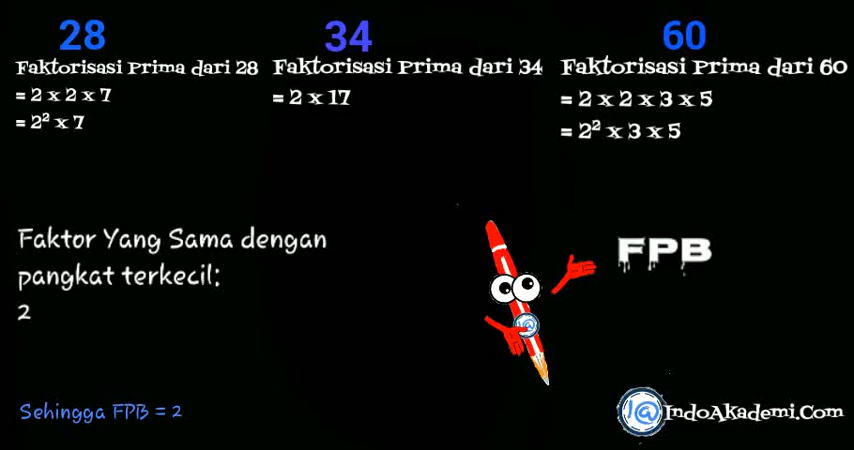 28
Faktorisasi Prima dari 28
= 2 x 2 x 7
= 2² x 7
34
Faktorisasi Prima dari 34
= 2 x 17
60
Faktorisasi Prima dari 60
= 2 x 2 x 3 x 5
= 2² x 3 x 5
Faktor Yang Sama dengan
pangkat terkecil:
2
Sehingga FPB = 2
FPB
1@
1@ IndoAkademi.Com